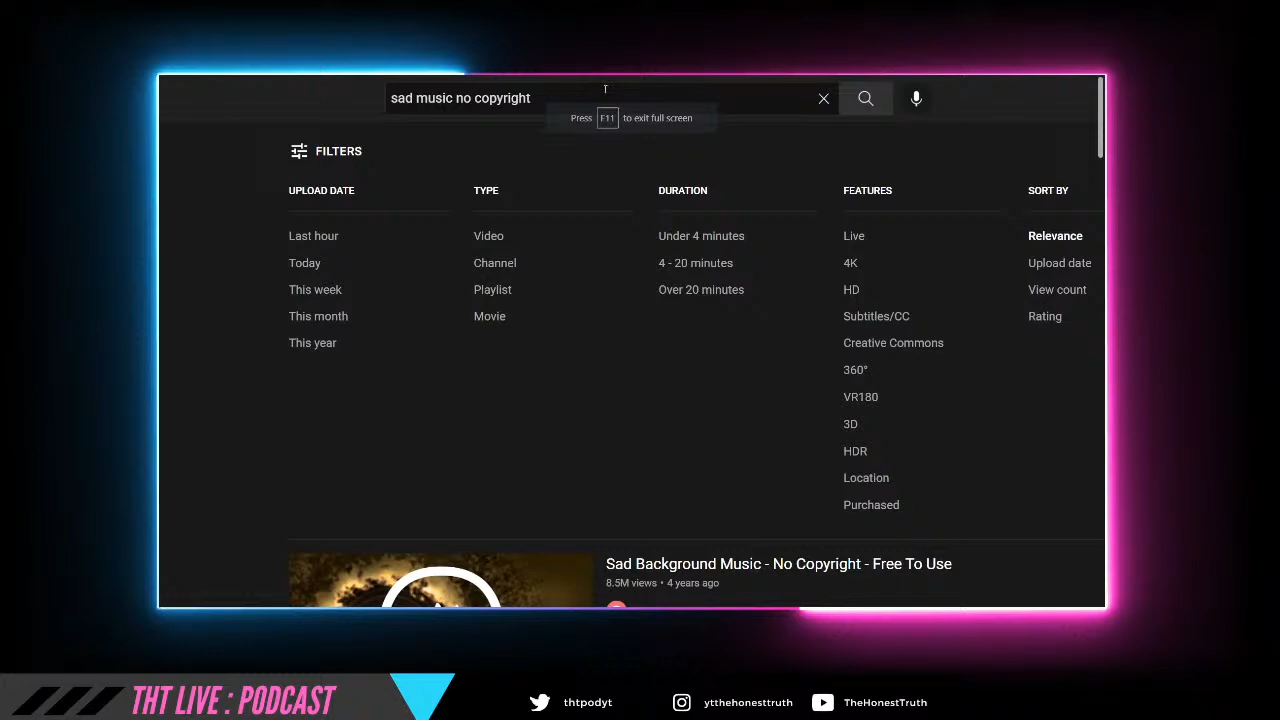 sad music no copyright
Press F11 to exit full screen
FILTERS
UPLOAD DATE
Last hour
Today
This week
This month
This year
TYPE
Video
Channel
Playlist
Movie
DURATION
Under 4 minutes
4 - 20 minutes
Over 20 minutes
FEATURES
Live
4K
HD
Subtitles/CC
Creative Commons
360°
VR180
3D
HDR
Location
Purchased
SORT BY
Relevance
Upload date
View count
Rating
Sad Background Music - No Copyright - Free To Use
8.5M views • 4 years ago
THT LIVE : PODCAST
thtpodyt
ytthehonesttruth
TheHonestTruth